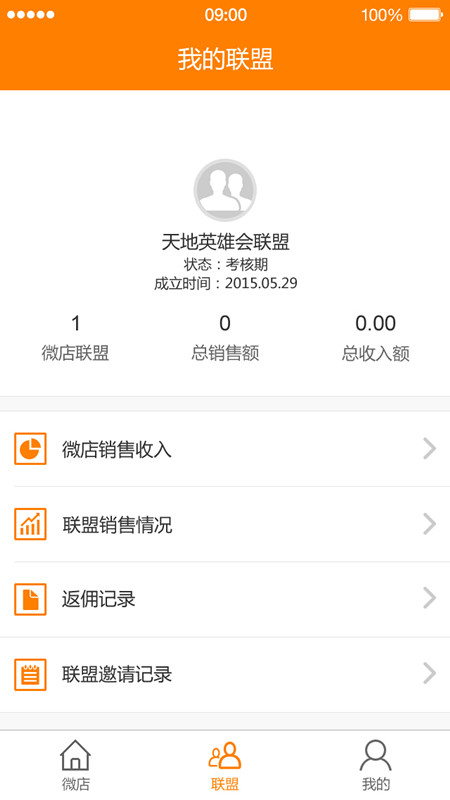 09:00
100%
我的联盟
天地英雄会联盟
状态：考核期
成立时间：2015.05.29
1
0
0.00
微店联盟
总销售额
总收入额
微店销售收入
联盟销售情况
返佣记录
联盟邀请记录
微店
联盟
我的